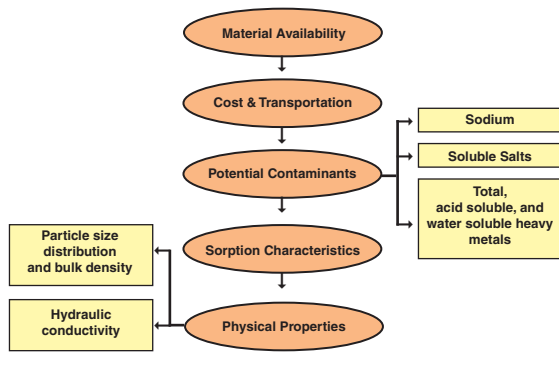 Material Availability
Cost & Transportation
Potential Contaminants
Sodium
Soluble Salts
Total,
acid soluble, and
water soluble heavy
metals
Sorption Characteristics
Particle size
distribution
and bulk density
Hydraulic
conductivity
Physical Properties